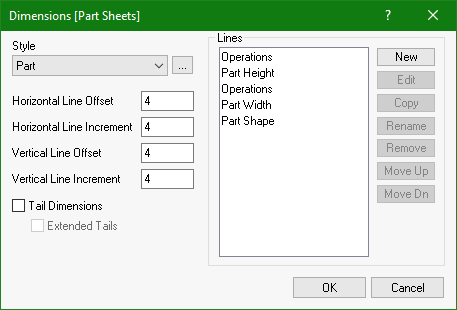 Dimensions [Part Sheets]
?
Style
Part
...
Horizontal Line Offset 4
Horizontal Line Increment 4
Vertical Line Offset 4
Vertical Line Increment 4
Tail Dimensions
Extended Tails
Lines
Operations
Part Height
Operations
Part Width
Part Shape
New
Edit
Copy
Rename
Remove
Move Up
Move Dn
OK
Cancel